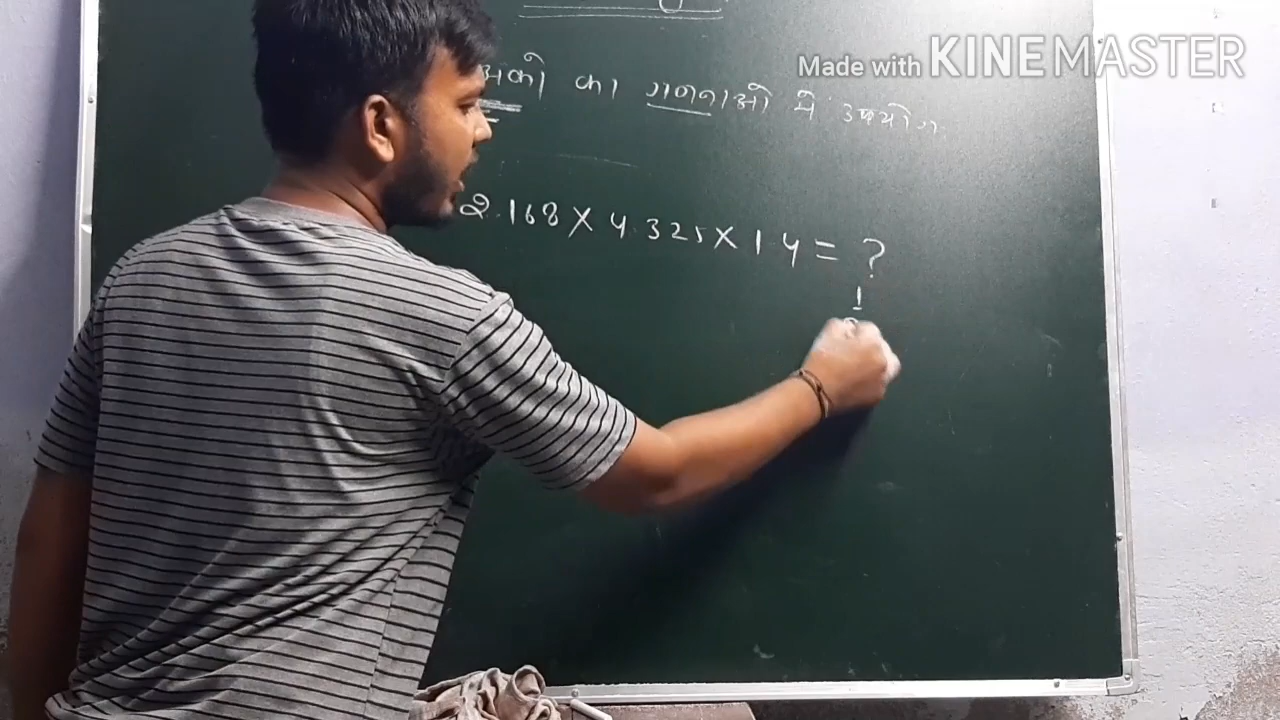 Made with KINEMASTER
अंको का गणनाओ में उपयोग
2.168 X 4.325 X 1.4 = ?